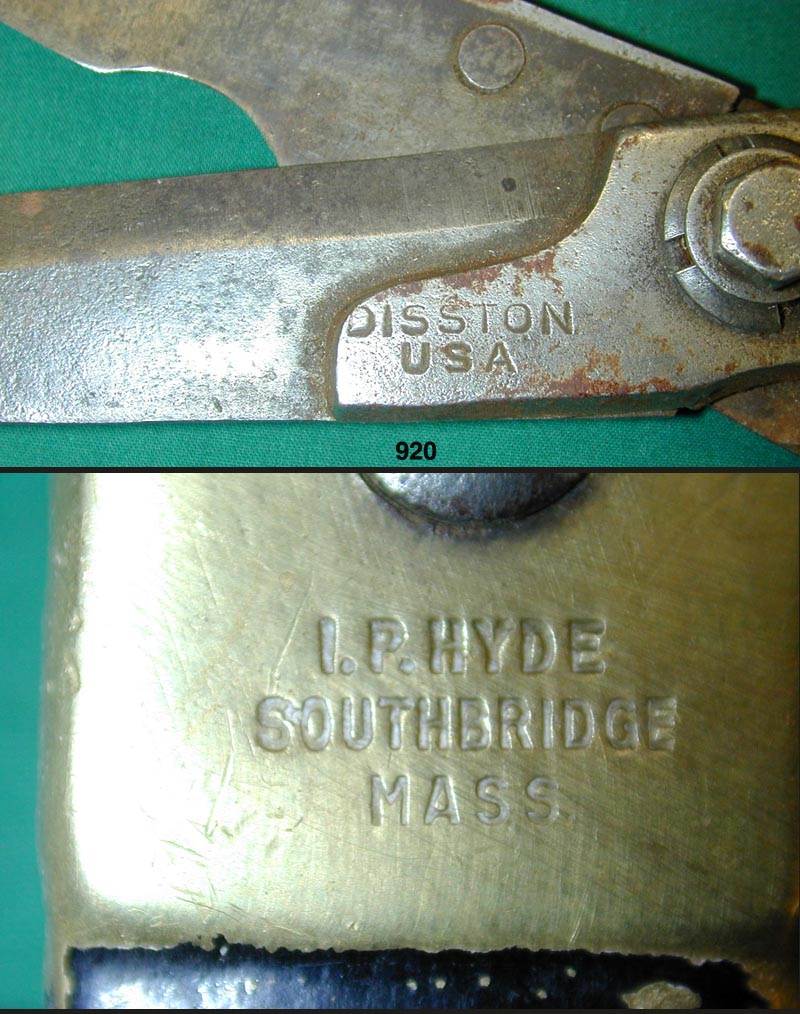 DISSTON
USA
920
I.P. HYDE
SOUTHBRIDGE
MASS.